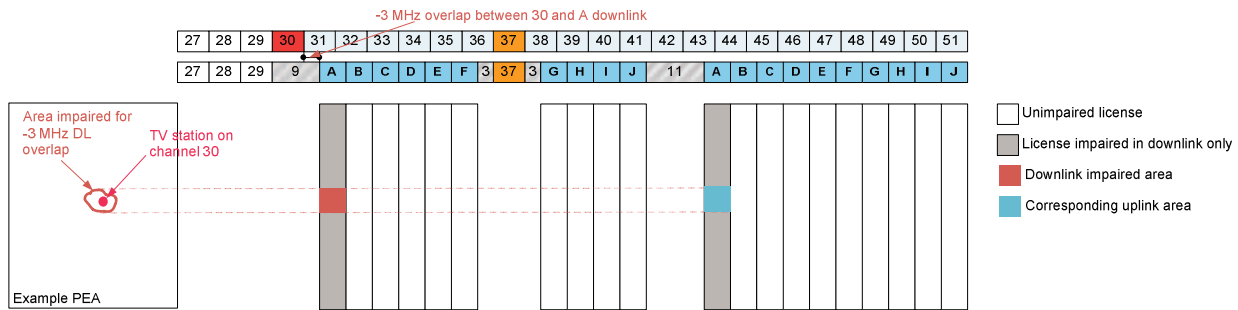 -3 MHz overlap between 30 and A downlink
27 28 29 30 31 32 33 34 35 36 37 38 39 40 41 42 43 44 45 46 47 48 49 50 51
27 28 29 9 A B C D E F 3 37 3 G H I J 11 A B C D E F G H I J
Area impaired for
-3 MHz DL
overlap
TV station on
channel 30
Example PEA
Unimpaired license
License impaired in downlink only
Downlink impaired area
Corresponding uplink area